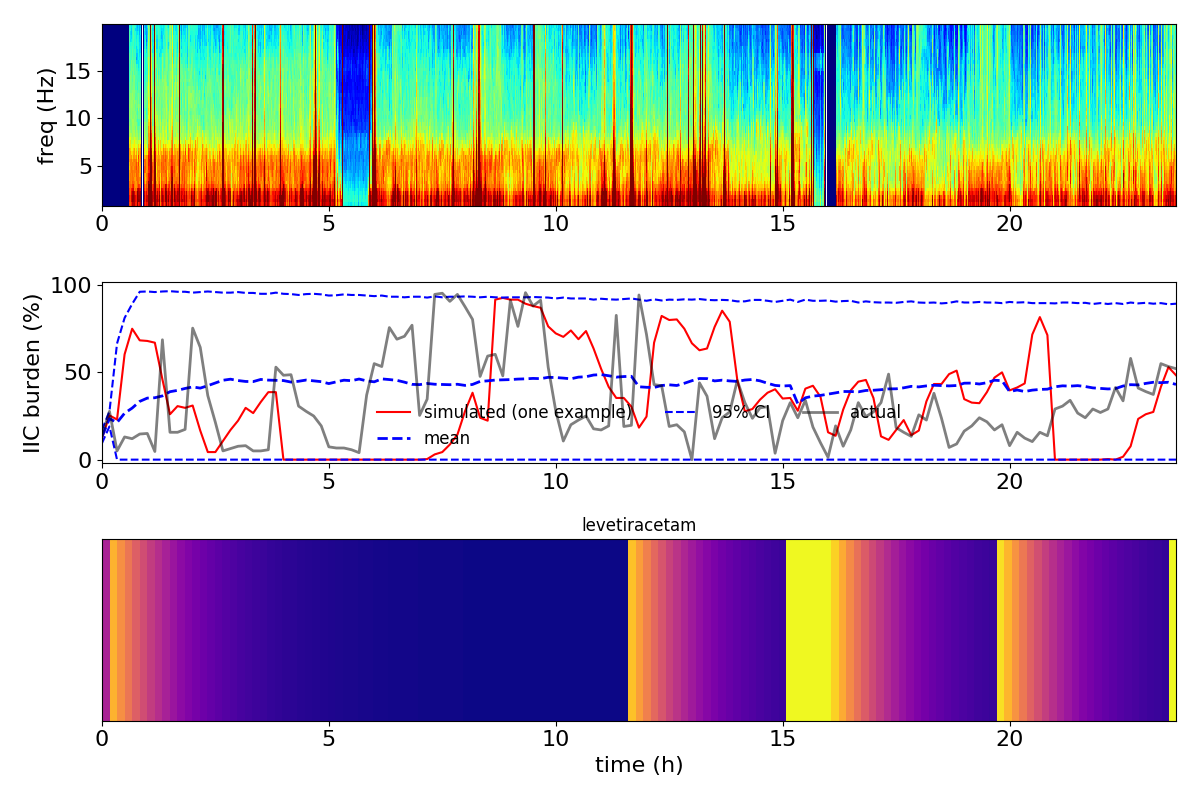 freq (Hz)
15
10
5
0 5 10 15 20
IIC burden (%)
100
50
0
simulated (one example) 95% CI actual
mean
0 5 10 15 20
levetiracetam
0 5 10 15 20
time (h)